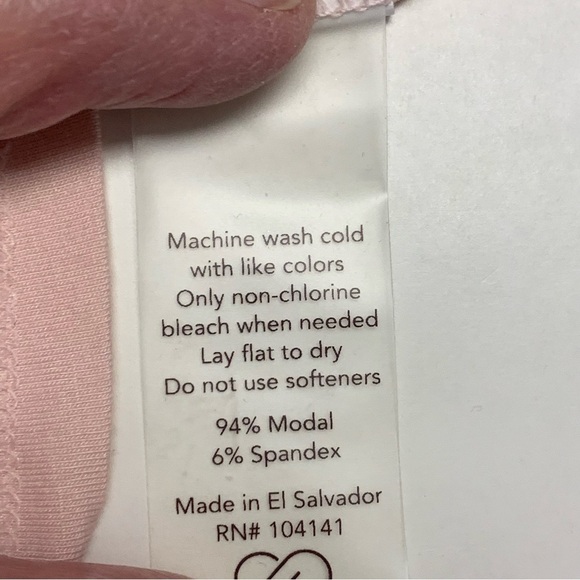 Machine wash cold
with like colors
Only non-chlorine
bleach when needed
Lay flat to dry
Do not use softeners
94% Modal
6% Spandex
Made in El Salvador
RN# 104141